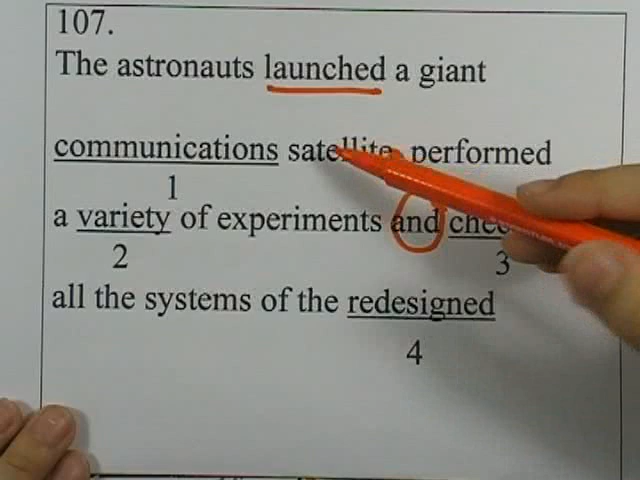 107.
The astronauts launched a giant
communications satellite, performed
1
a variety of experiments and
2
3
all the systems of the redesigned
4